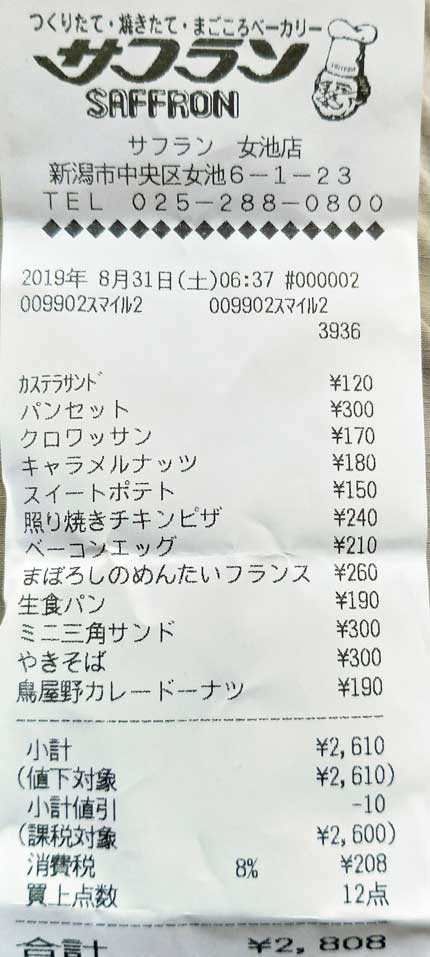 つくりたて・焼きたて・まごころベーカリー
サフラン
SAFFRON
サフラン 女池店
新潟市中央区女池6-1-23
TEL 025-288-0800
◆◆◆◆◆◆◆◆◆◆◆◆◆◆◆◆◆◆◆◆
2019年 8月31日(土)06:37 #000002
009902スマイル2 009902スマイル2
3936
カステラサンド ¥120
パンセット ¥300
クロワッサン ¥170
キャラメルナッツ ¥180
スイートポテト ¥150
照り焼きチキンピザ ¥240
ベーコンエッグ ¥210
まぼろしのめんたいフランス ¥260
生食パン ¥190
ミニ三角サンド ¥300
やきそば ¥300
鳥屋野カレードーナツ ¥190
小計 ¥2,610
(値下対象 ¥2,610)
小計値引 -10
(課税対象 ¥2,600)
消費税 8% ¥208
買上点数 12点
合計 ¥2,808